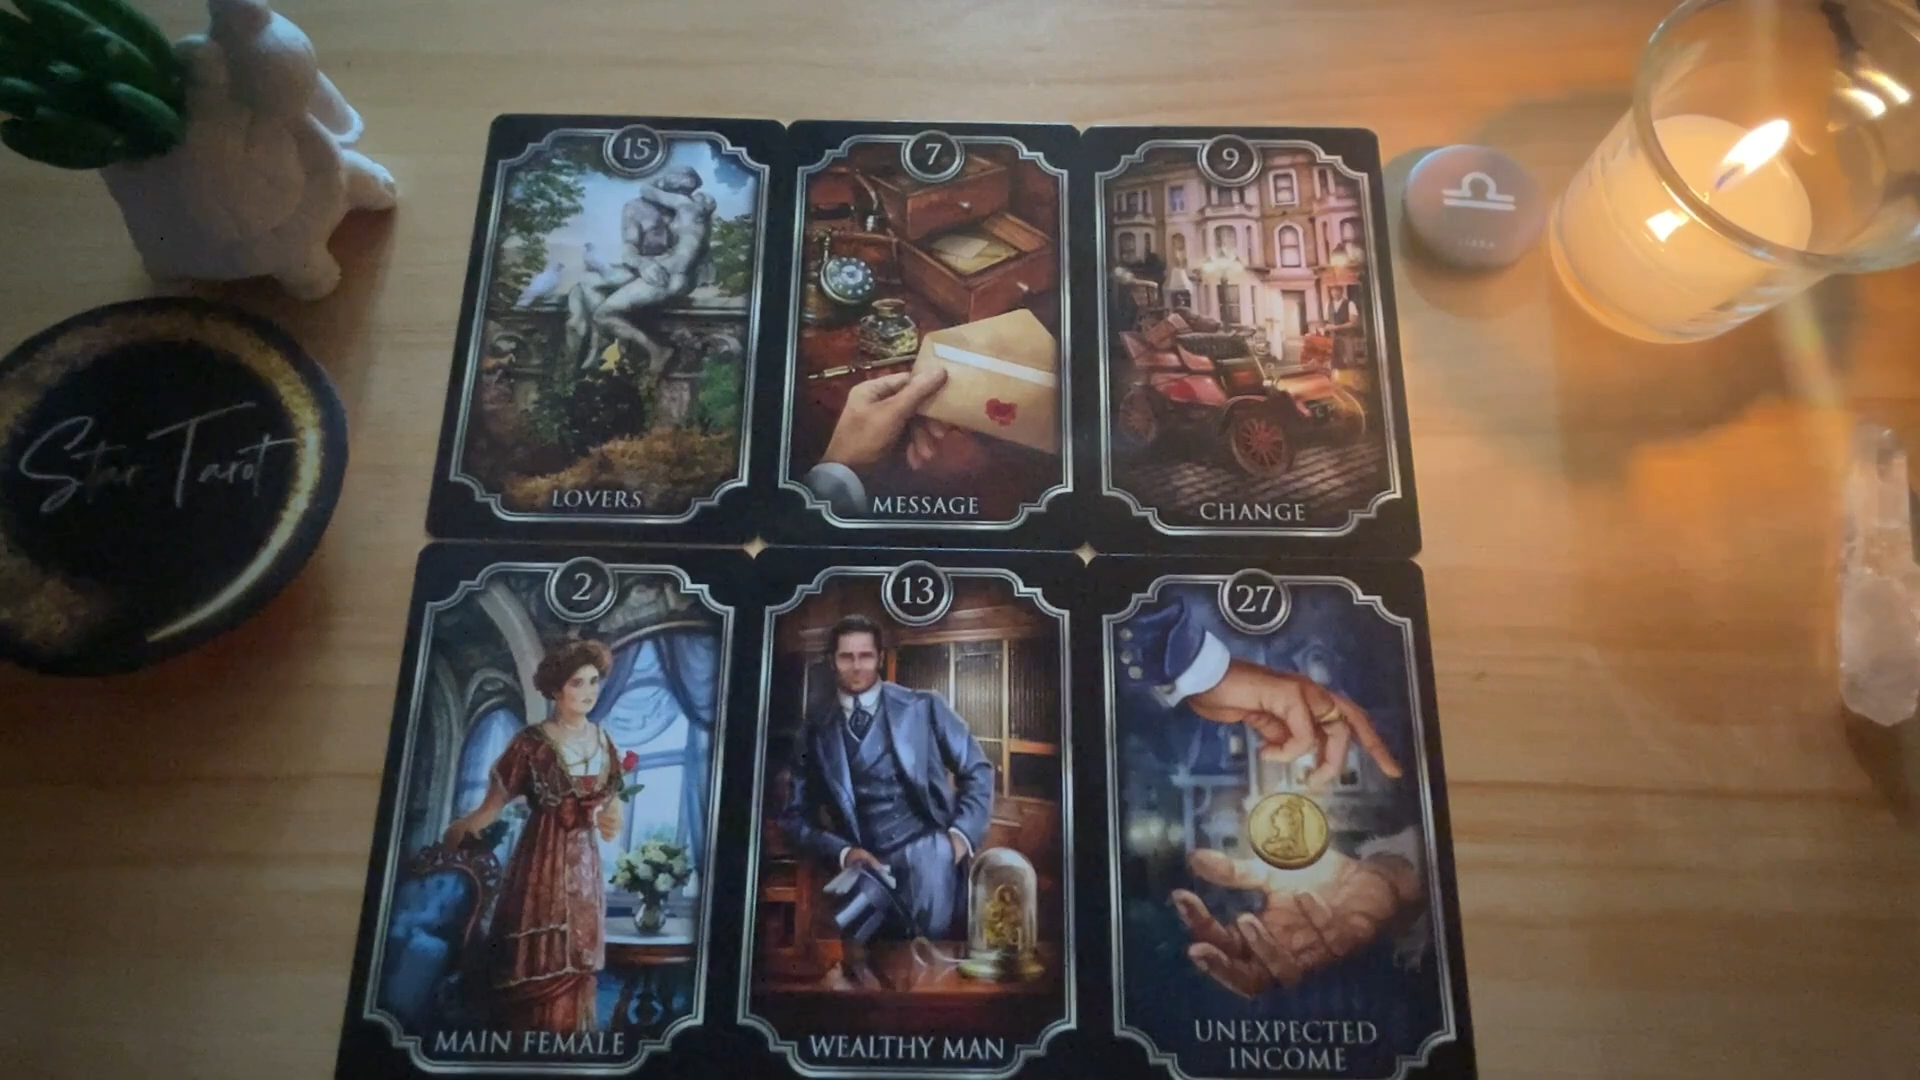 15
7
9
LOVERS
MESSAGE
CHANGE
Star Tarot
2
13
27
MAIN FEMALE
WEALTHY MAN
UNEXPECTED
INCOME